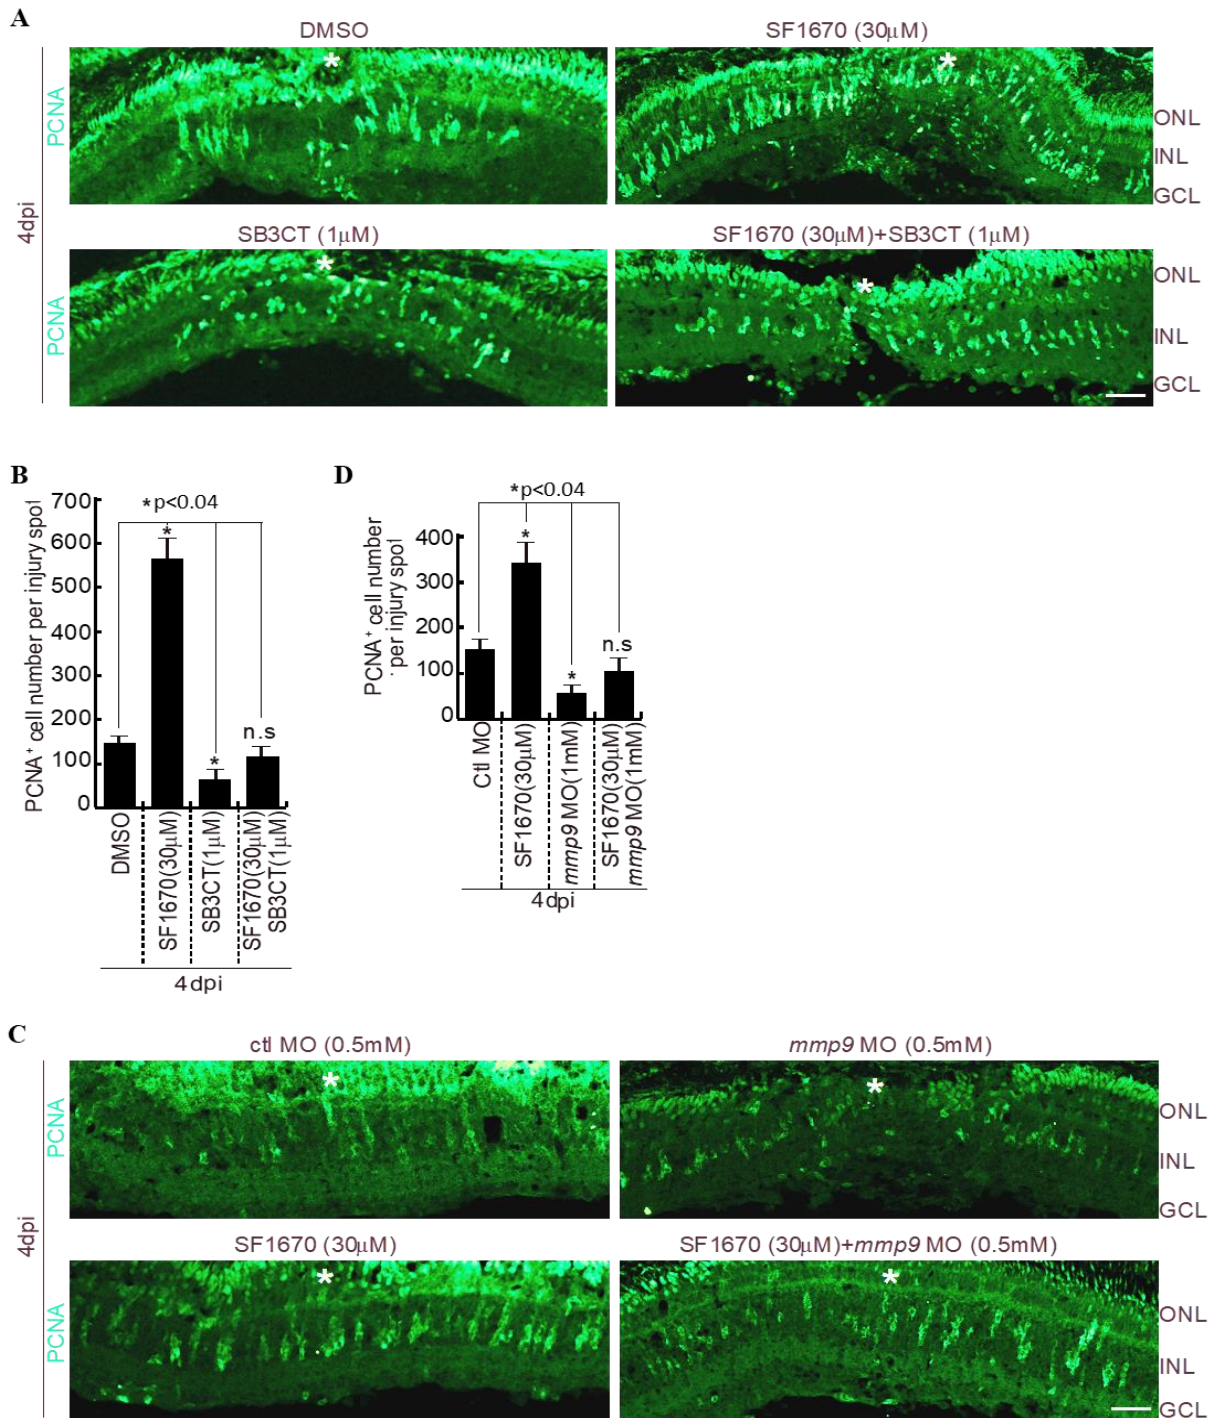 A
DMSO
SF1670 (30μM)
4dpi
PCNA
*
*
ONL
INL
GCL
SB3CT (1μM)
SF1670 (30μM)+SB3CT (1μM)
PCNA
*
*
ONL
INL
GCL
B
PCNA+ cell number per injury spot
700
600
500
400
300
200
100
0
*p<0.04
*
*
n.s
DMSO
SF1670(30μM)
SB3CT(1μM)
SF1670(30μM)
SB3CT(1μM)
4dpi
D
PCNA+ cell number
per injury spot
400
300
200
100
0
*p<0.04
*
*
n.s
Ctl MO
SF1670(30μM)
mmp9 MO(1mM)
SF1670(30μM)
mmp9 MO(1mM)
4dpi
C
ctl MO (0.5mM)
mmp9 MO (0.5mM)
4dpi
PCNA
*
*
ONL
INL
GCL
SF1670 (30μM)
SF1670 (30μM)+mmp9 MO (0.5mM)
PCNA
*
*
ONL
INL
GCL